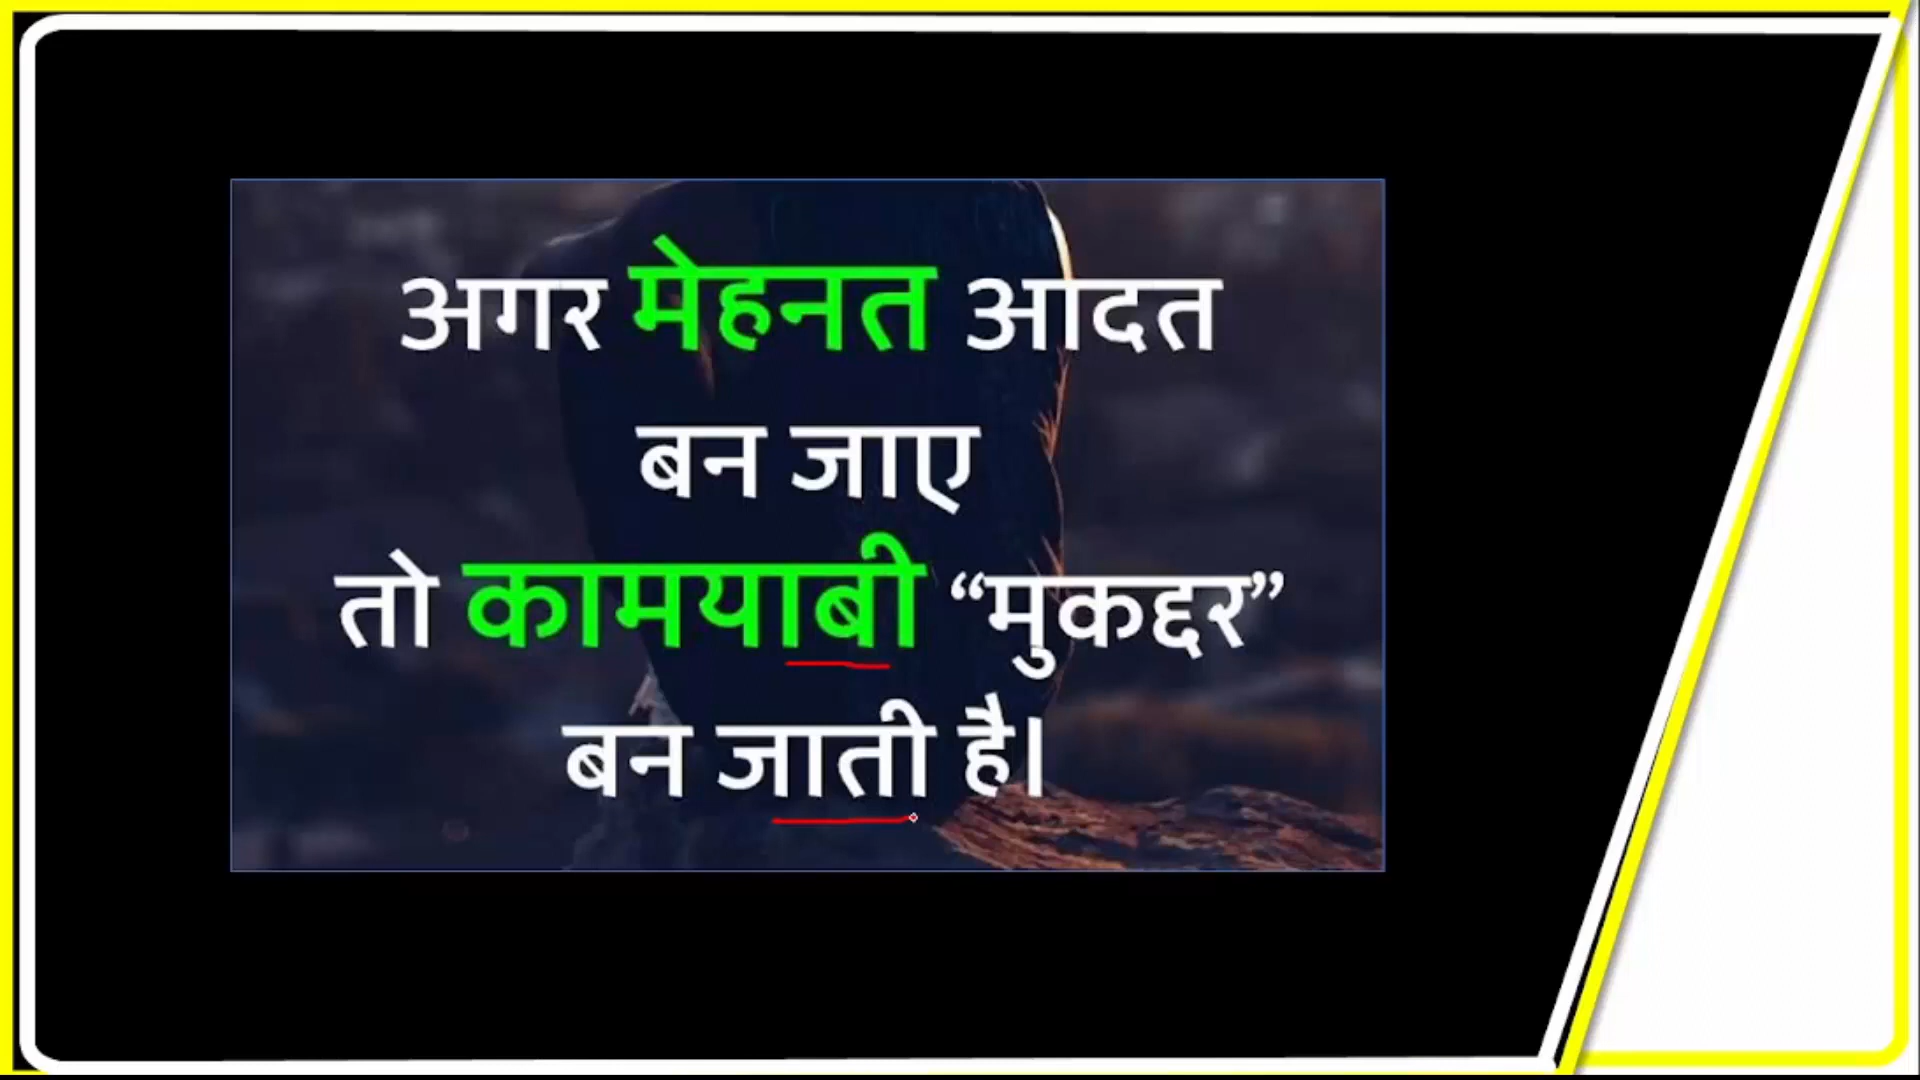 अगर मेहनत आदत
बन जाए
तो कामयाबी “मुकद्दर”
बन जाती है।